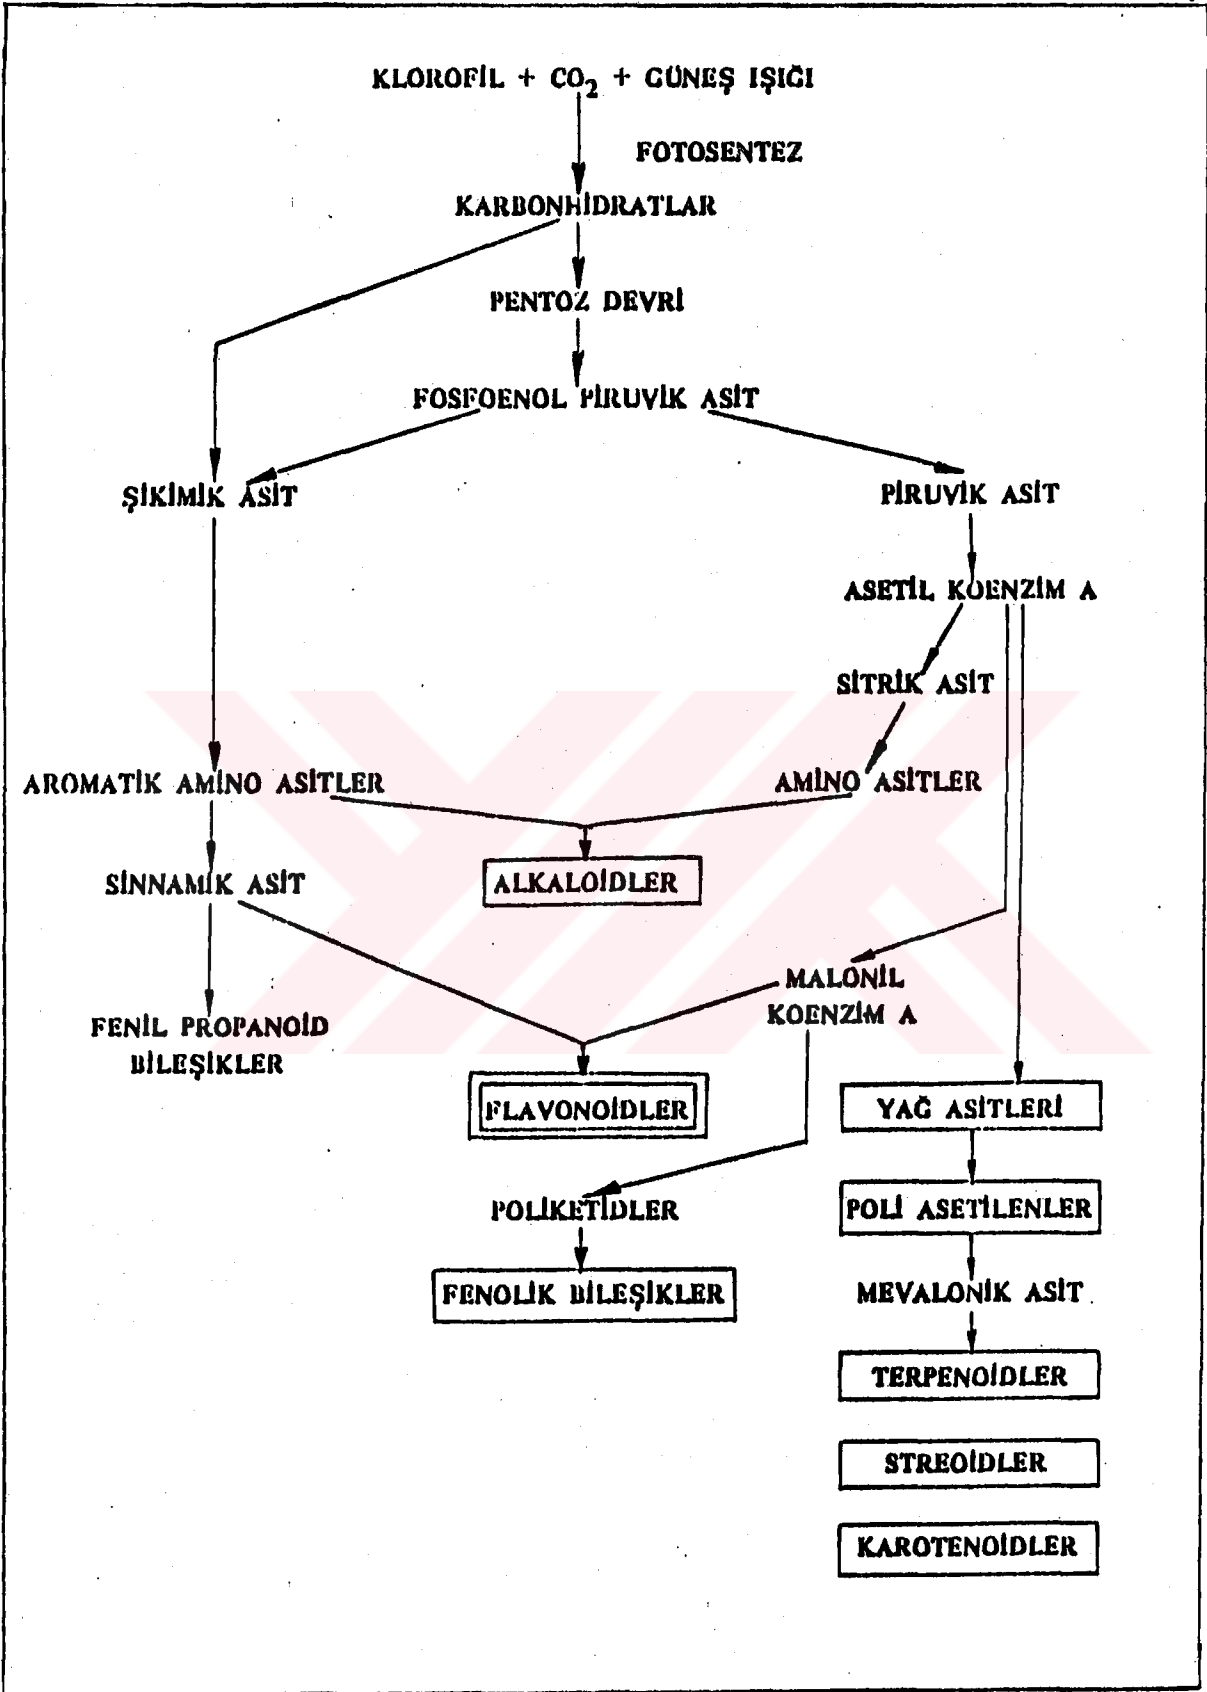 KLOROFİL + CO₂ + GÜNEŞ IŞIĞI
FOTOSENTEZ
KARBONHİDRATLAR
PENTOZ DEVRİ
FOSFOENOL PİRUVİK ASİT
ŞİKİMİK ASİT
PİRUVİK ASİT
ASETİL KOENZİM A
SİTRİK ASİT
AROMATİK AMİNO ASİTLER
AMİNO ASİTLER
SİNNAMİK ASİT
ALKALOİDLER
MALONİL
KOENZİM A
FENİL PROPANOİD
BİLEŞİKLER
FLAVONOİDLER
YAĞ ASİTLERİ
POLİKETİDLER
POLİ ASETİLENLER
FENOLİK BİLEŞİKLER
MEVALONİK ASİT
TERPENOİDLER
STREOİDLER
KAROTENOİDLER